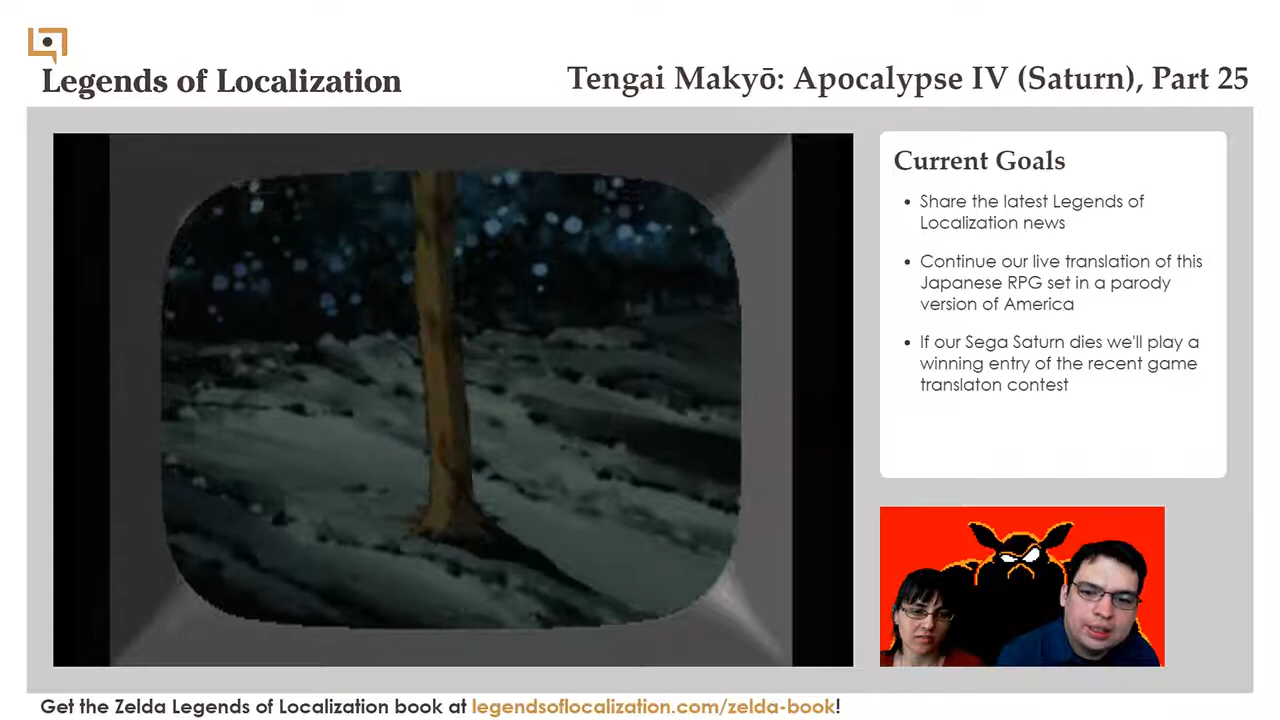 Legends of Localization
Tengai Makyō: Apocalypse IV (Saturn), Part 25
Current Goals
• Share the latest Legends of
Localization news
• Continue our live translation of this
Japanese RPG set in a parody
version of America
• If our Sega Saturn dies we'll play a
winning entry of the recent game
translaton contest
Get the Zelda Legends of Localization book at legendsoflocalization.com/zelda-book!